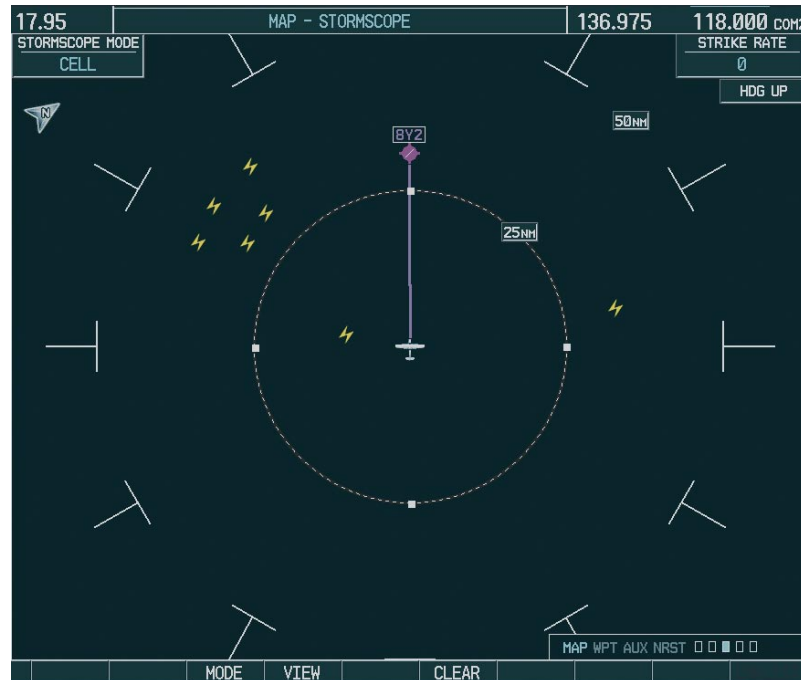 17.95 MAP - STORMSCOPE 136.975 118.000 COM2
STORMSCOPE MODE
CELL
STRIKE RATE
0
HDG UP
N
50NM
8Y2
25NM
MAP WPT AUX NRST
MODE VIEW CLEAR